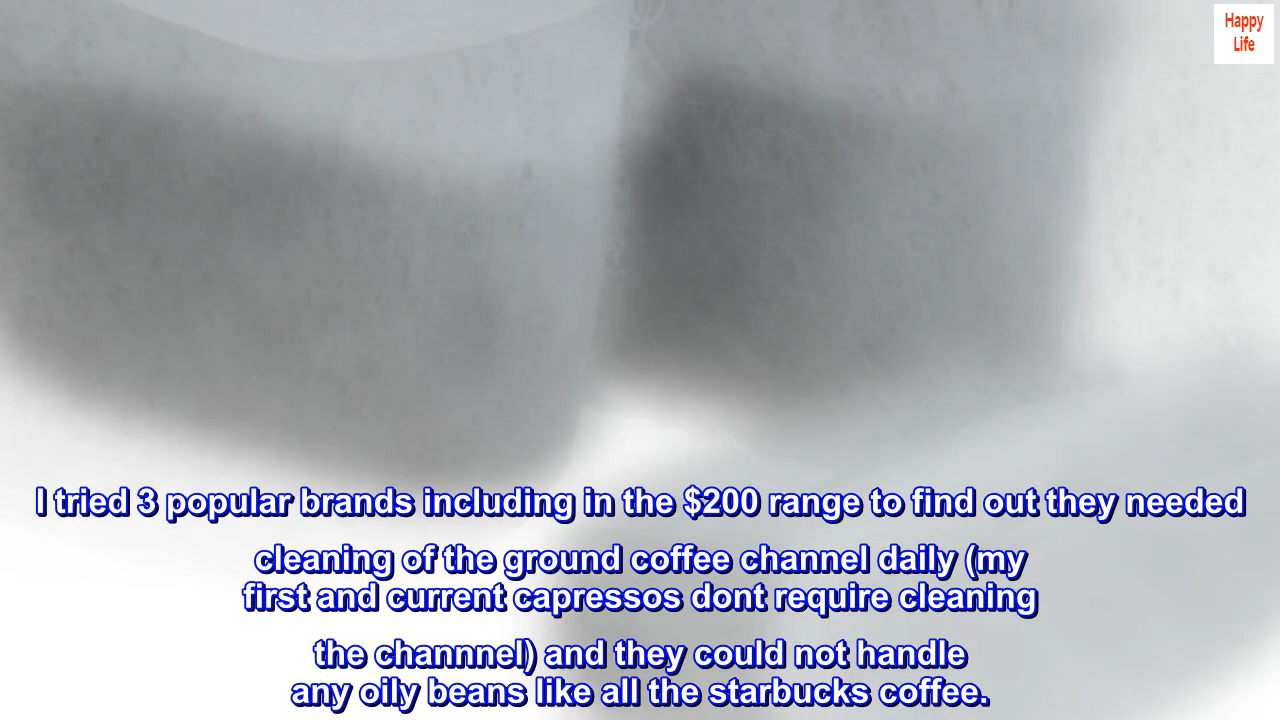 Happy
Life
I tried 3 popular brands including in the $200 range to find out they needed
cleaning of the ground coffee channel daily (my
first and current capressos dont require cleaning
the channnel) and they could not handle
any oily beans like all the starbucks coffee.